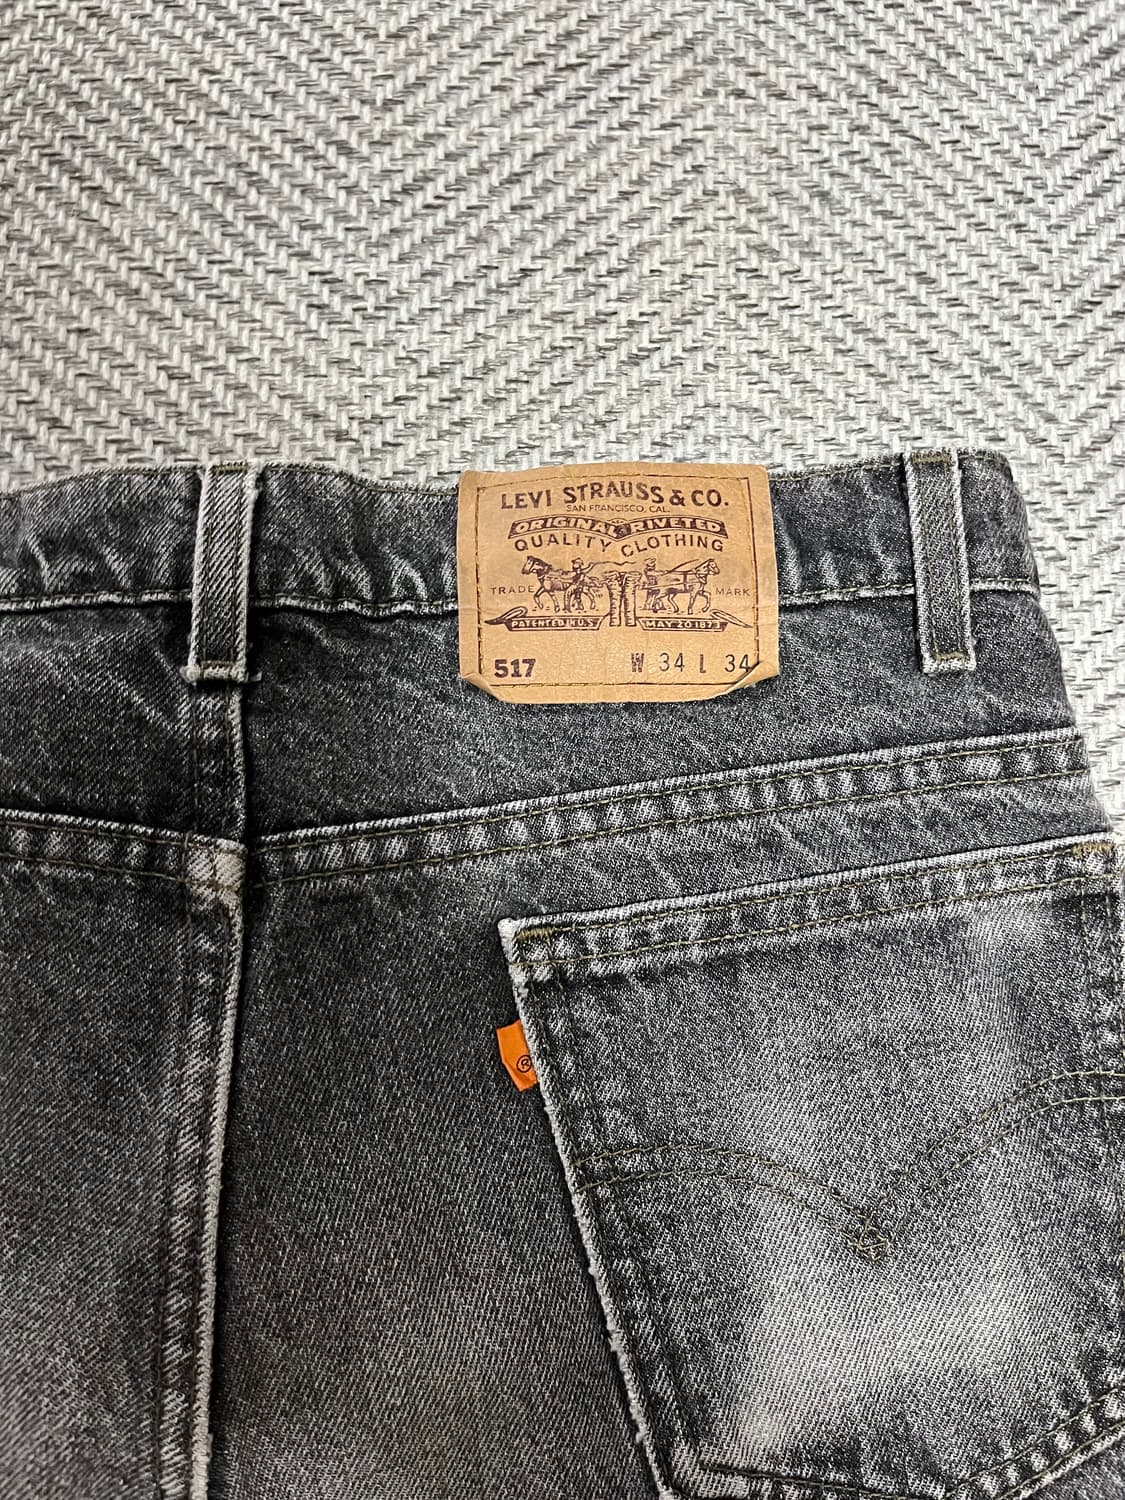 LEVI STRAUSS & CO.
SAN FRANCISCO, CAL.
ORIGINAL RIVETED
QUALITY CLOTHING
TRADE MARK
PATENTED IN U.S. MAY 20 1873
517 W 34 L 34
®